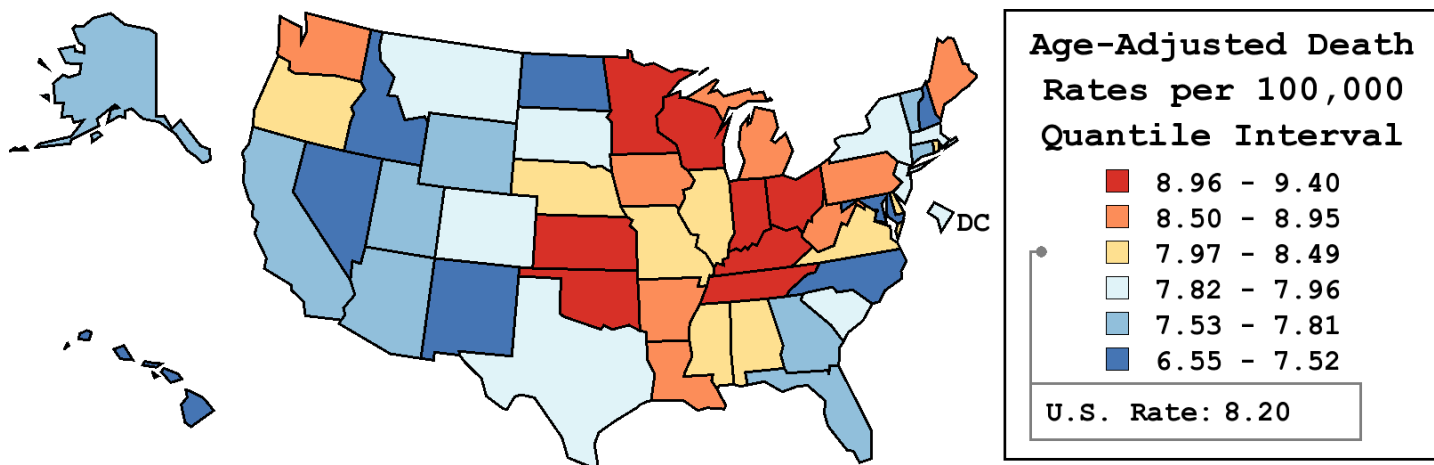 Age-Adjusted Death
Rates per 100,000
Quantile Interval
8.96 - 9.40
8.50 - 8.95
7.97 - 8.49
7.82 - 7.96
7.53 - 7.81
6.55 - 7.52
U.S. Rate: 8.20
DC